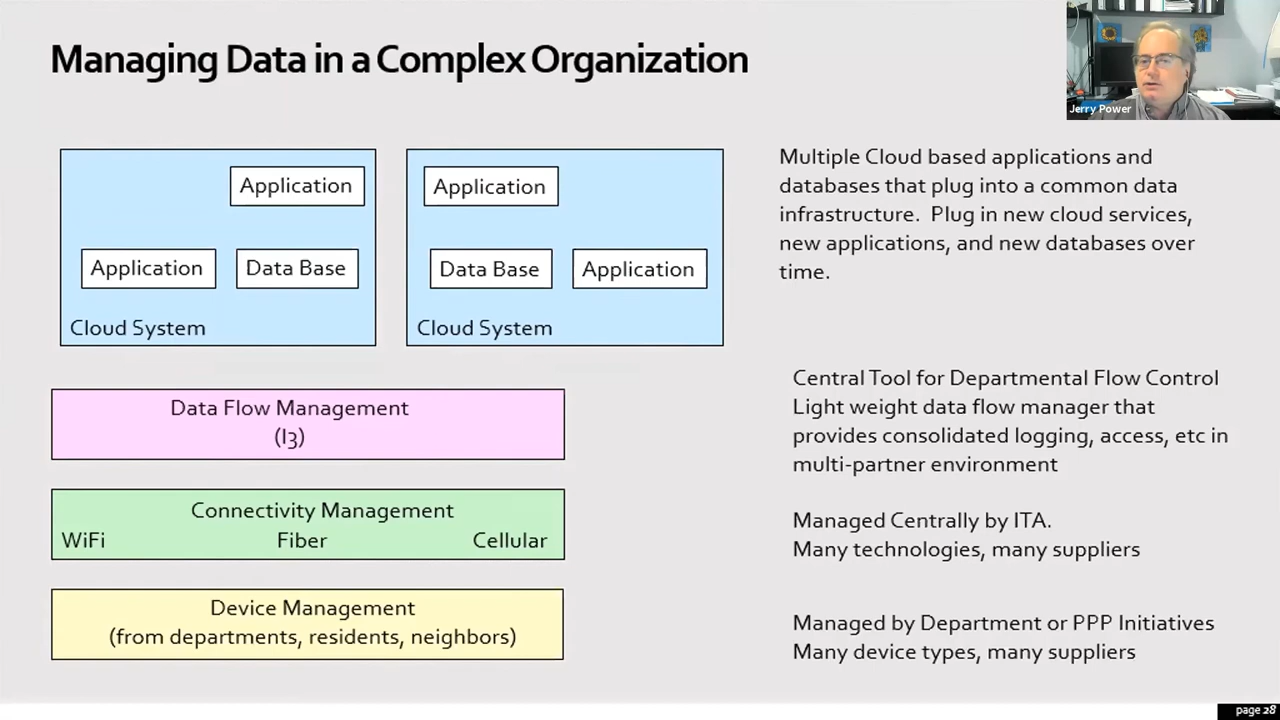 Managing Data in a Complex Organization
Jerry Power
Application
Application
Data Base
Cloud System
Application
Data Base
Application
Cloud System
Multiple Cloud based applications and
databases that plug into a common data
infrastructure. Plug in new cloud services,
new applications, and new databases over
time.
Data Flow Management
(I3)
Central Tool for Departmental Flow Control
Light weight data flow manager that
provides consolidated logging, access, etc in
multi-partner environment
Connectivity Management
WiFi Fiber Cellular
Managed Centrally by ITA.
Many technologies, many suppliers
Device Management
(from departments, residents, neighbors)
Managed by Department or PPP Initiatives
Many device types, many suppliers
page 28